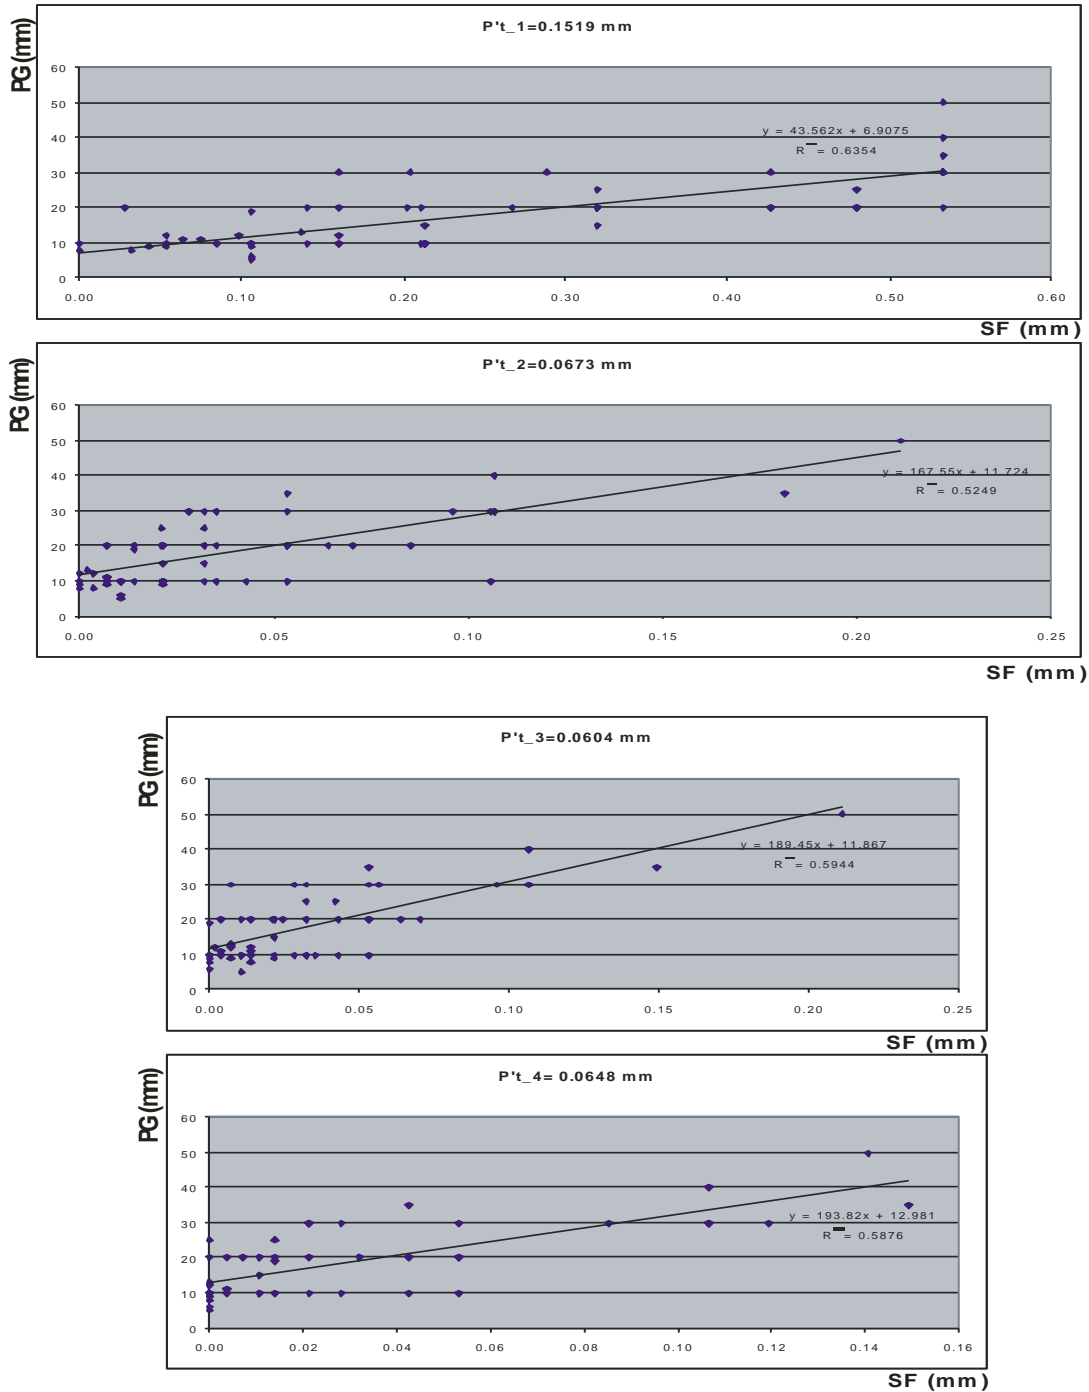 P't_1=0.1519 mm
PG (mm)
60
50
40
30
20
10
0
y = 43.562x + 6.9075
R = 0.6354
0.00 0.10 0.20 0.30 0.40 0.50 0.60
SF (mm)
P't_2=0.0673 mm
PG (mm)
60
50
40
30
20
10
0
y = 167.55x + 11.724
R = 0.5249
0.00 0.05 0.10 0.15 0.20 0.25
SF (mm)
P't_3=0.0604 mm
PG (mm)
60
50
40
30
20
10
0
y = 189.45x + 11.867
R = 0.5944
0.00 0.05 0.10 0.15 0.20 0.25
SF (mm)
P't_4= 0.0648 mm
PG (mm)
60
50
40
30
20
10
0
y = 193.82x + 12.981
R = 0.5876
0.00 0.02 0.04 0.06 0.08 0.10 0.12 0.14 0.16
SF (mm)